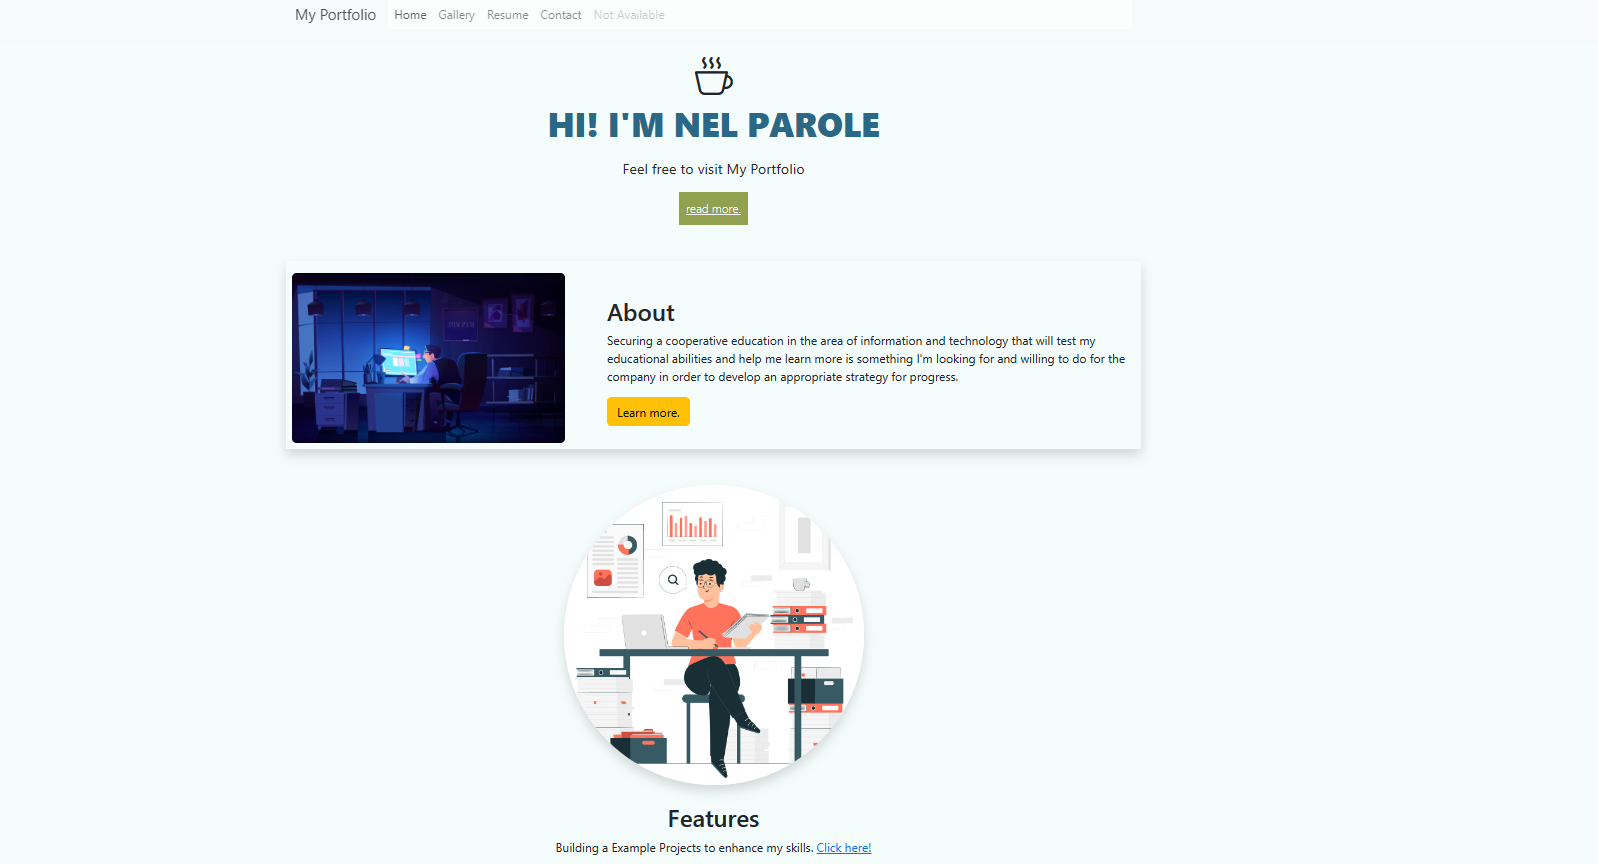 My Portfolio Home Gallery Resume Contact Not Available
HI! I'M NEL PAROLE
Feel free to visit My Portfolio
read more.
About
Securing a cooperative education in the area of information and technology that will test my
educational abilities and help me learn more is something I'm looking for and willing to do for the
company in order to develop an appropriate strategy for progress.
Learn more.
Features
Building a Example Projects to enhance my skills. Click here!